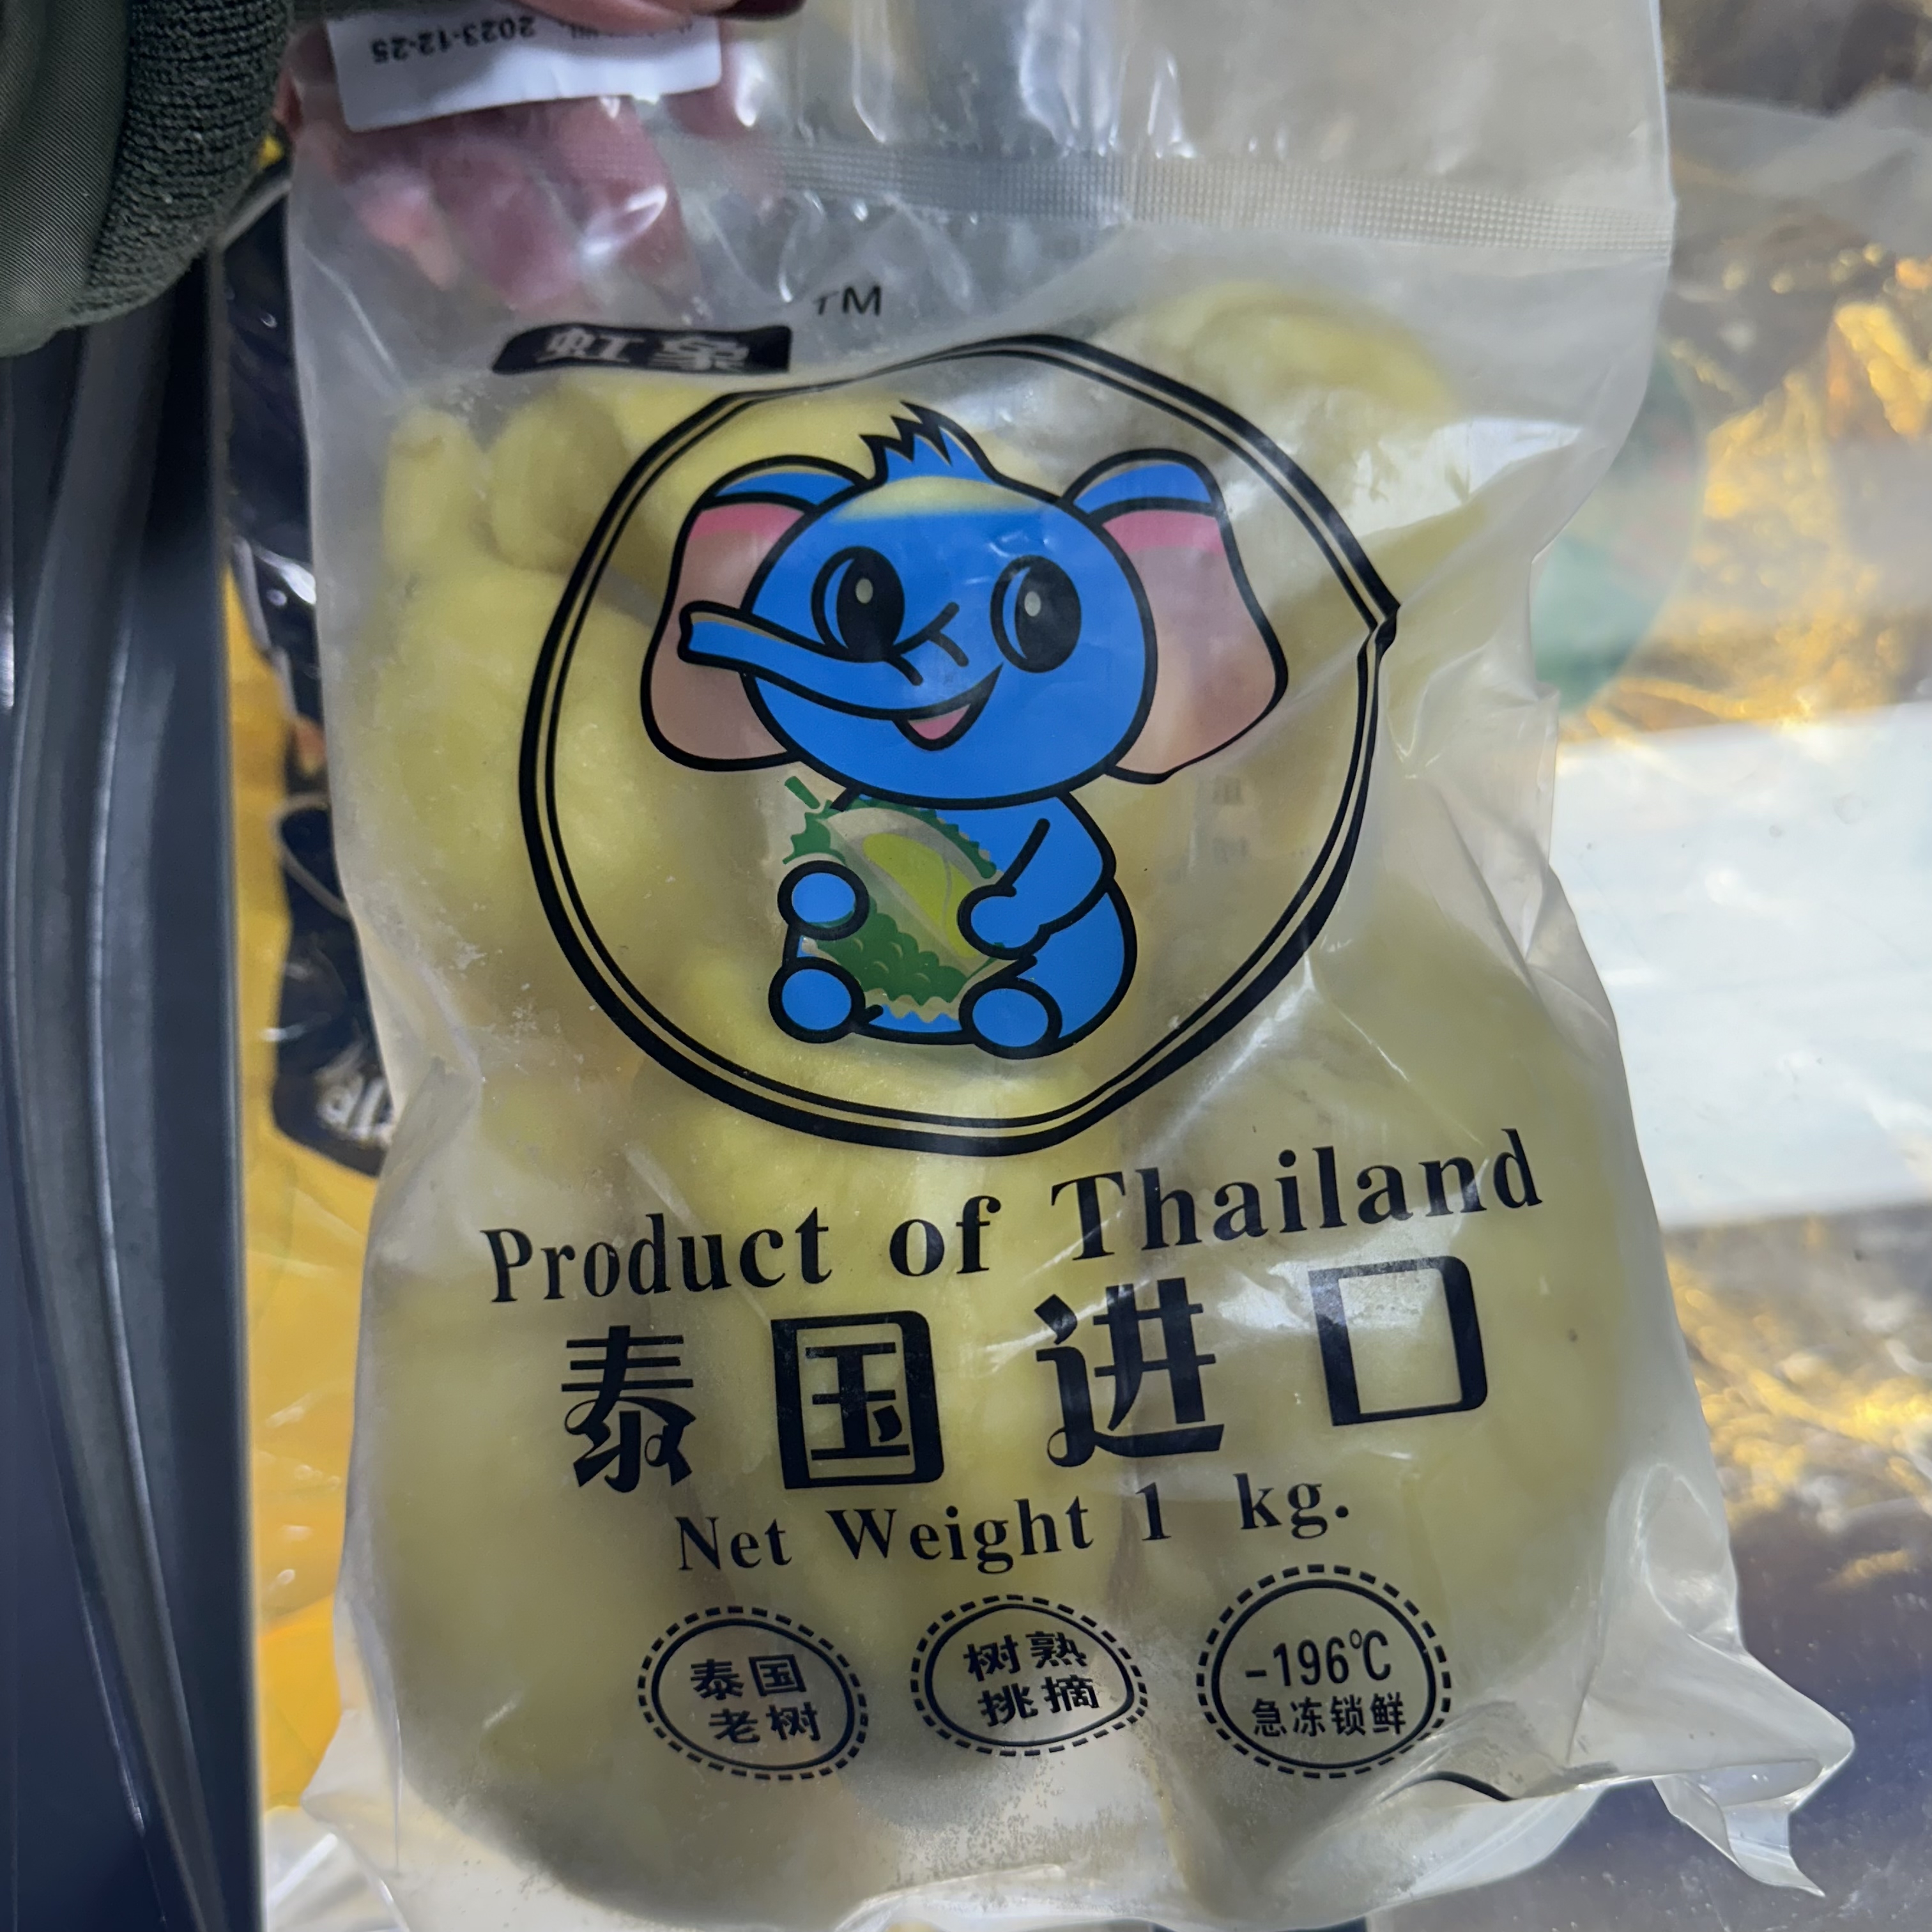 2023-12-25
TM
虹象
Product of Thailand
泰国进口
Net Weight 1 kg.
泰国
老树
树熟
挑摘
-196℃
急冻锁鲜